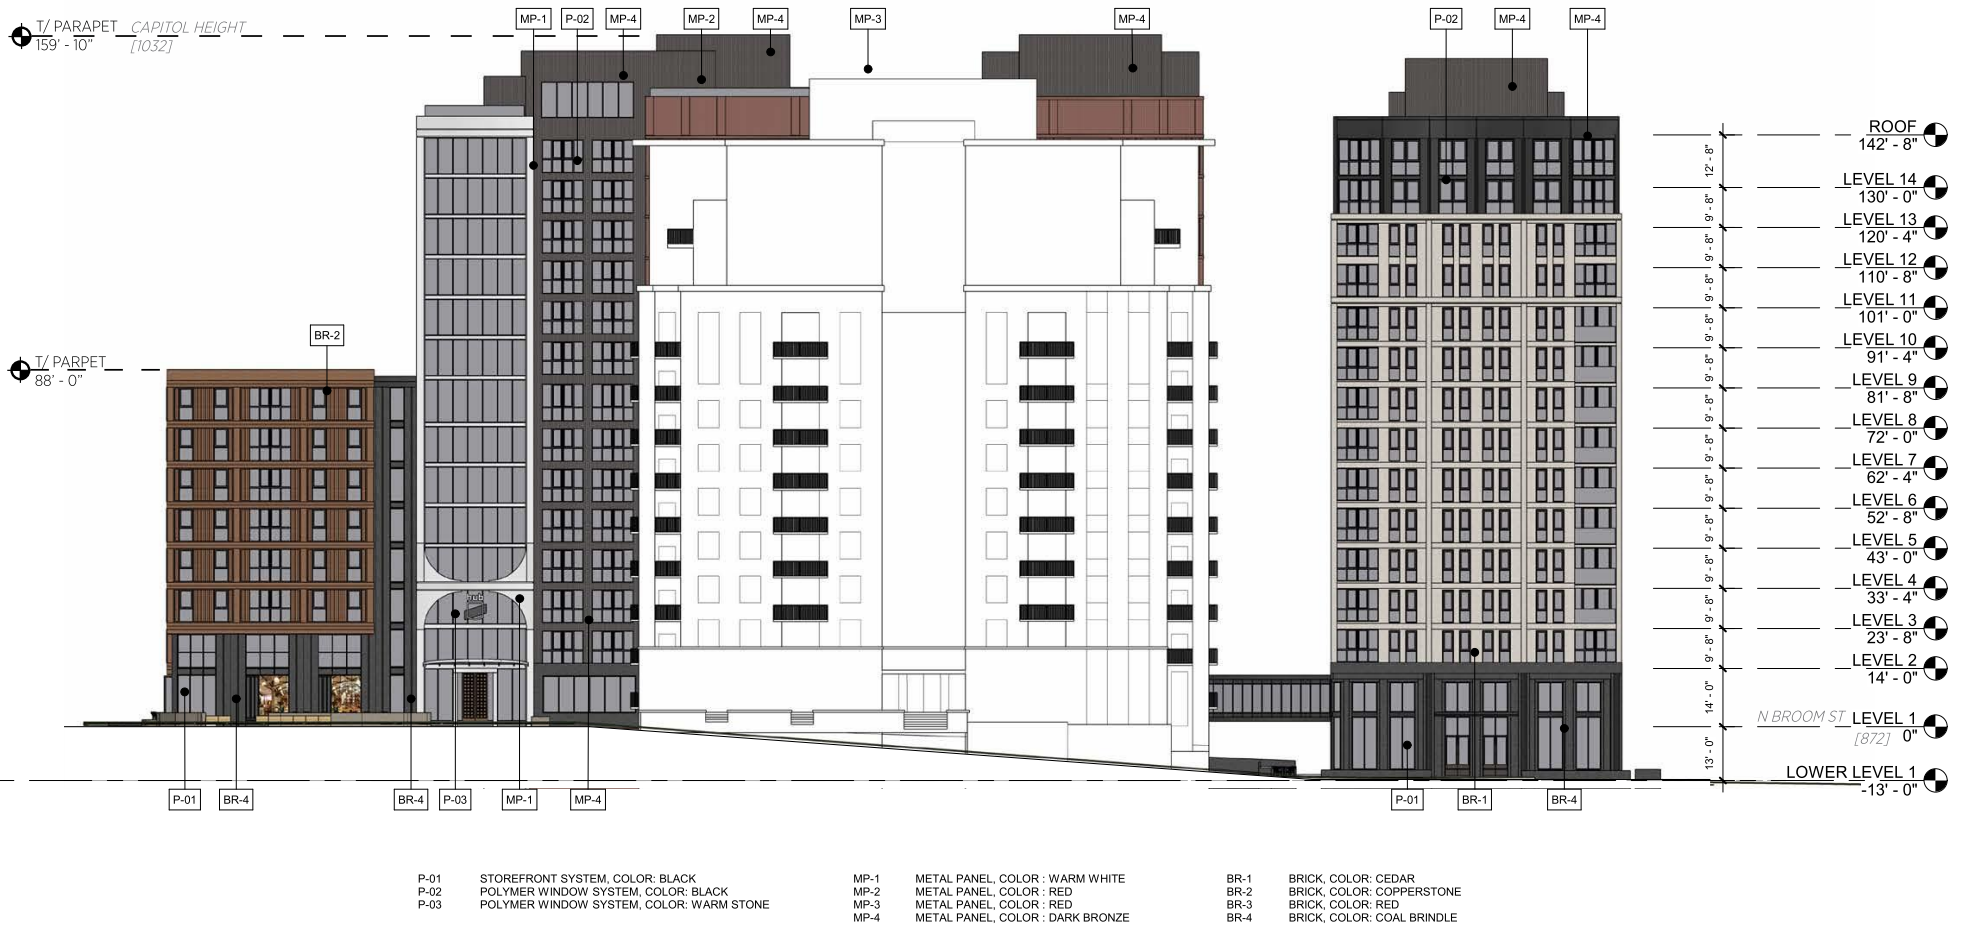 T/ PARAPET CAPITOL HEIGHT
159' - 10" [1032]
MP-1 P-02 MP-4 MP-2 MP-4 MP-3 MP-4 P-02 MP-4 MP-4
ROOF
142' - 8"
12' - 8"
LEVEL 14
130' - 0"
9' - 8"
LEVEL 13
120' - 4"
9' - 8"
LEVEL 12
110' - 8"
9' - 8"
LEVEL 11
101' - 0"
9' - 8"
BR-2
LEVEL 10
91' - 4"
T/ PARPET
88' - 0"
9' - 8"
LEVEL 9
81' - 8"
9' - 8"
LEVEL 8
72' - 0"
9' - 8"
LEVEL 7
62' - 4"
9' - 8"
LEVEL 6
52' - 8"
9' - 8"
LEVEL 5
43' - 0"
9' - 8"
LEVEL 4
33' - 4"
hub
9' - 8"
LEVEL 3
23' - 8"
9' - 8"
LEVEL 2
14' - 0"
14' - 0"
N BROOM ST LEVEL 1
[872] 0"
13' - 0"
LOWER LEVEL 1
-13' - 0"
P-01 BR-4 BR-4 P-03 MP-1 MP-4 P-01 BR-1 BR-4
P-01 STOREFRONT SYSTEM, COLOR: BLACK
P-02 POLYMER WINDOW SYSTEM, COLOR: BLACK
P-03 POLYMER WINDOW SYSTEM, COLOR: WARM STONE
MP-1 METAL PANEL, COLOR : WARM WHITE
MP-2 METAL PANEL, COLOR : RED
MP-3 METAL PANEL, COLOR : RED
MP-4 METAL PANEL, COLOR : DARK BRONZE
BR-1 BRICK, COLOR: CEDAR
BR-2 BRICK, COLOR: COPPERSTONE
BR-3 BRICK, COLOR: RED
BR-4 BRICK, COLOR: COAL BRINDLE